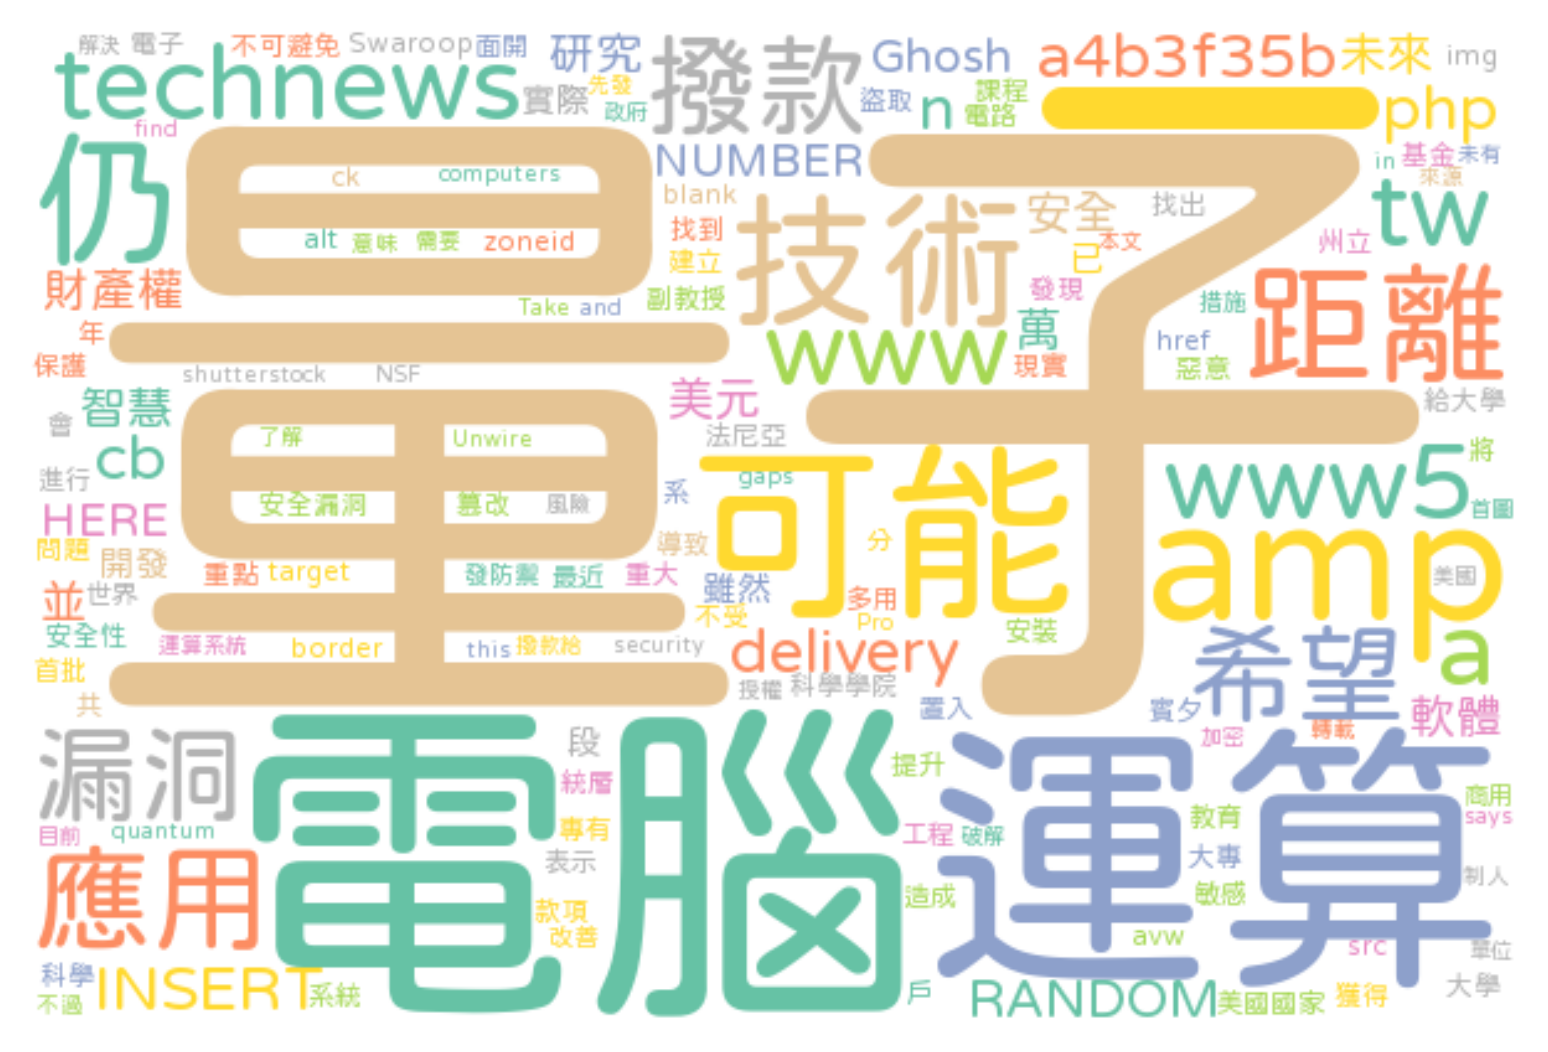 解決 電子 不可避免 Swaroop 面開 研究 撥款 Ghosh a4b3f35b 未來 img
technews 實際 先發 政府 盜取 n 課程 電路 一 php
find 仍 量子 NUMBER in 基金 未有 來源
ck computers blank 技術 安全 找出 tw
alt 意味 需要 zoneid 找到 已 本文 州立
財產權 建立 發現 距離
Take and 副教授 措施
年 www 萬 href
保護 shutterstock NSF 現實 惡意
智慧 美元 給大學
會 了解 Unwire 法尼亞
cb 可能 www5 將
進行 gaps
HERE 安全漏洞 篡改 風險 系 首圖
問題 開發 導致 分 amp
重點 target 發防禦 最近 重大 雖然 美國
並 世界 不受 多用 Pro
安全性 運算系統 border this 撥款給 security delivery 安裝 a
首批 授權 科學學院 希望
共 置入 賓夕 軟體
漏洞 電腦 段 加密 轉載 運算
統層 提升 商用
目前 quantum 專有 工程 破解 教育 says
應用 表示 大專 制人
款項 造成 敏感
改善 avw src 單位
科學 INSERT 大學
不過 系統 戶 RANDOM 美國國家 獲得